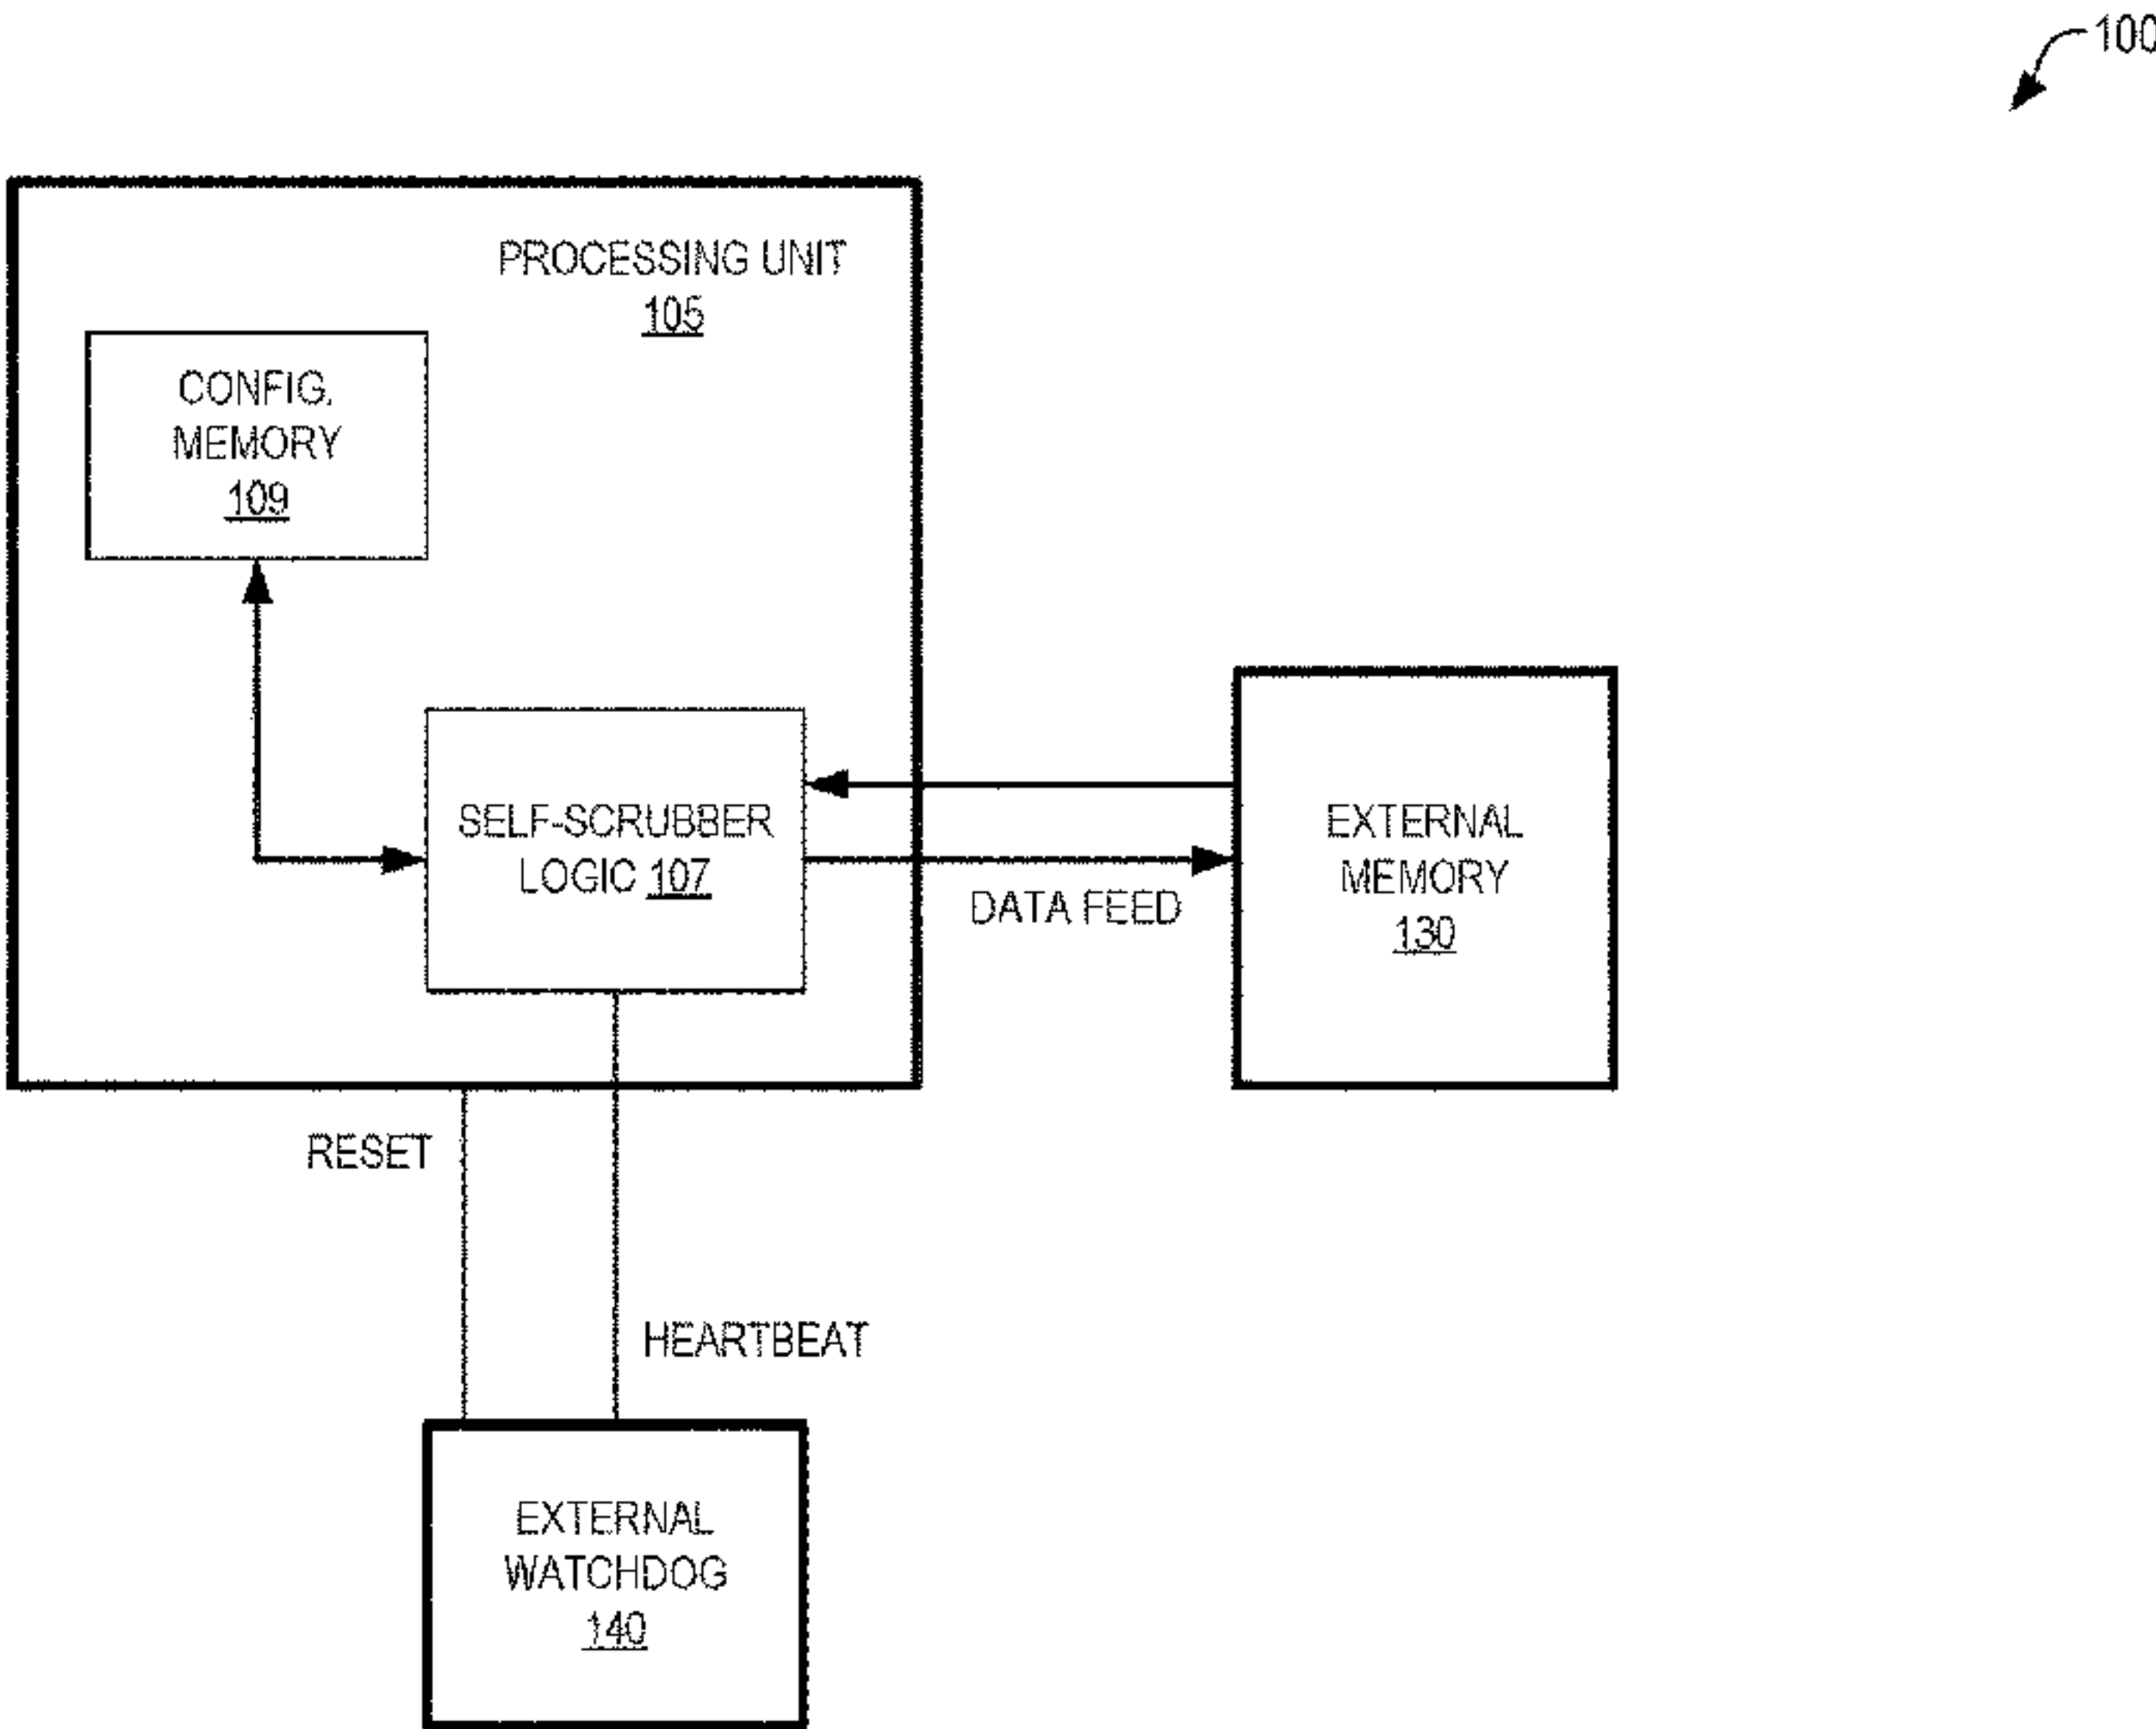 100
PROCESSING UNIT
105
CONFIG.
MEMORY
109
SELF-SCRUBBER
LOGIC 107
EXTERNAL
MEMORY
130
DATA FEED
RESET
HEARTBEAT
EXTERNAL
WATCHDOG
140